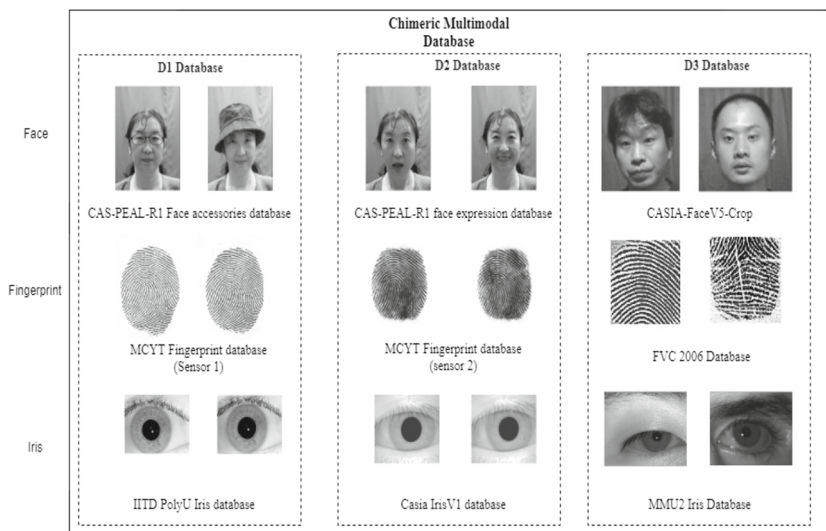 Chimeric Multimodal
Database
D1 Database
D2 Database
D3 Database
Face
CAS-PEAL-R1 Face accessories database
CAS-PEAL-R1 face expression database
CASIA-FaceV5-Crop
Fingerprint
MCYT Fingerprint database
(Sensor 1)
MCYT Fingerprint database
(sensor 2)
FVC 2006 Database
Iris
IITD PolyU Iris database
Casia IrisV1 database
MMU2 Iris Database